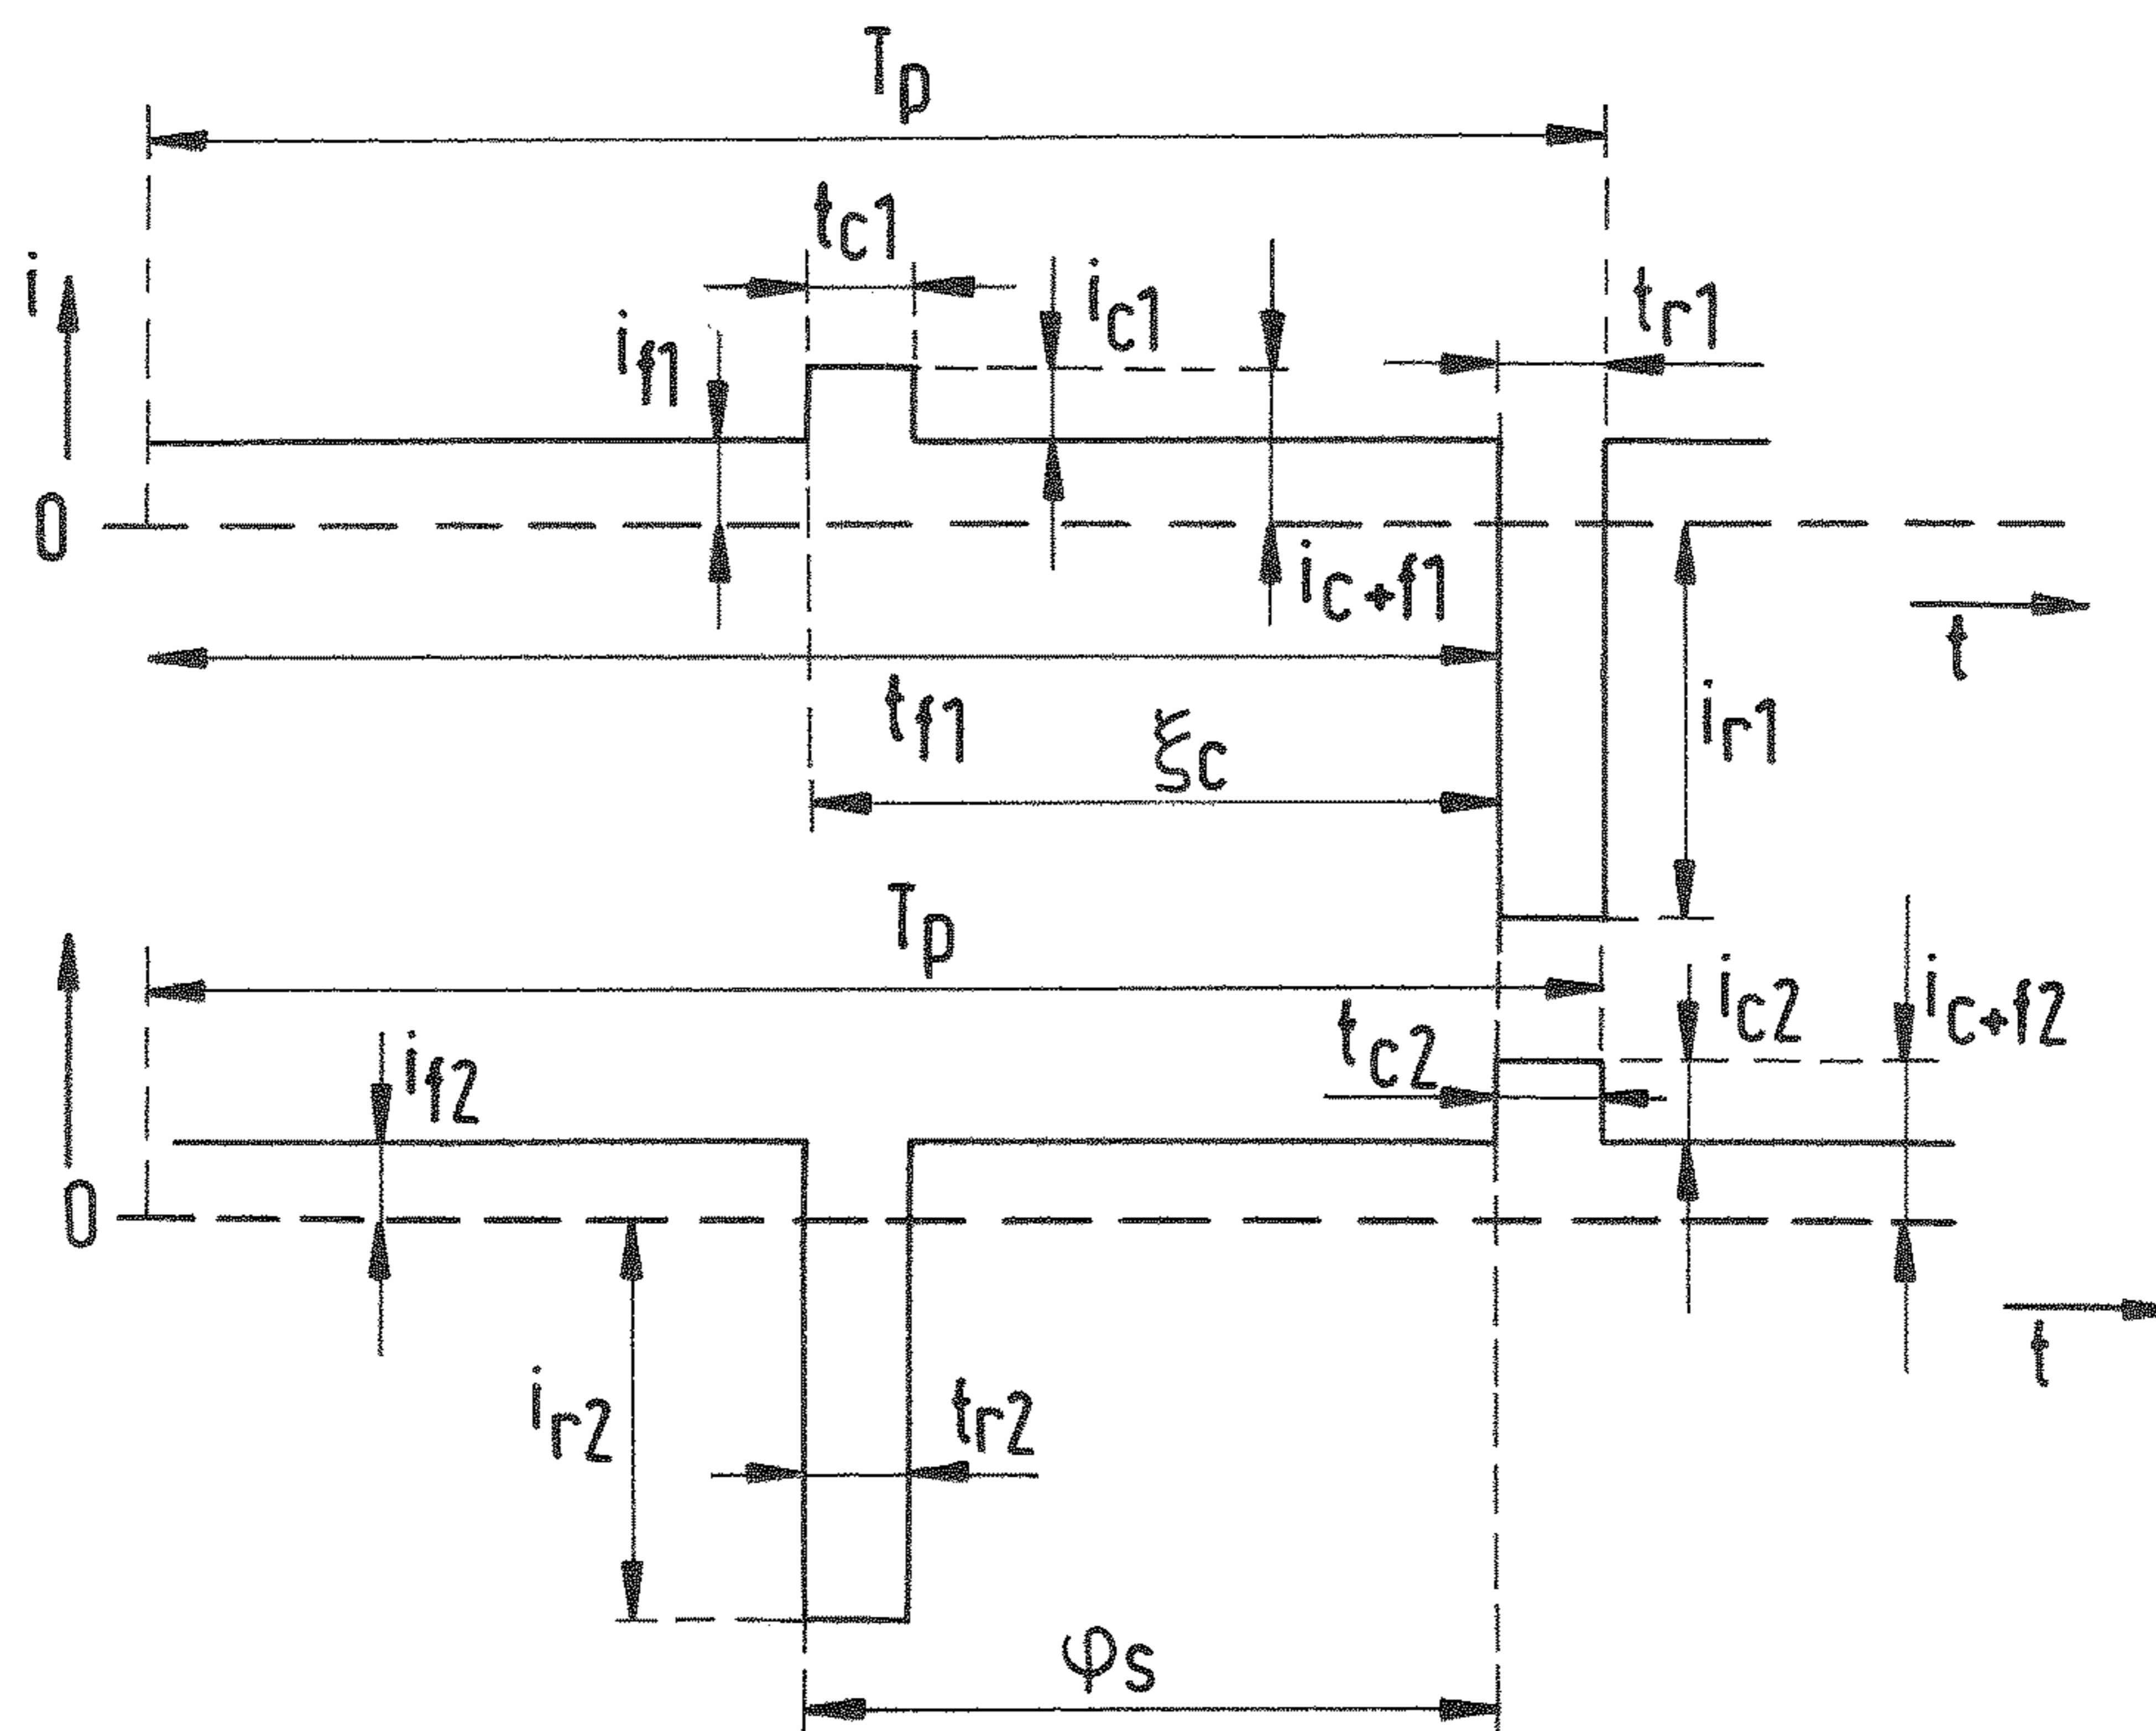 Tp
tc1
i
if1
ic1
tr1
0
ic+f1
t
tf1
ξc
ir1
Tp
tc2
ic2
ic+f2
if2
0
t
ir2
tr2
φs